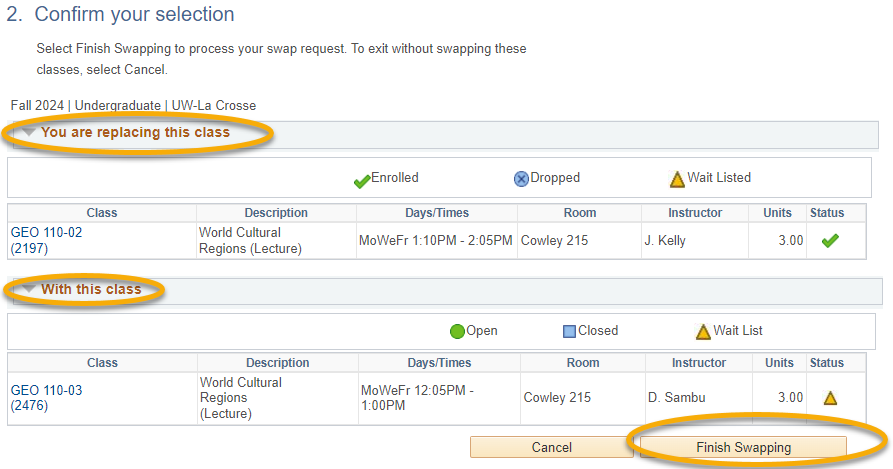 2. Confirm your selection
Select Finish Swapping to process your swap request. To exit without swapping these
classes, select Cancel.
Fall 2024 | Undergraduate | UW-La Crosse
You are replacing this class
Enrolled Dropped Wait Listed
Class Description Days/Times Room Instructor Units Status
GEO 110-02 World Cultural
(2197) Regions (Lecture) MoWeFr 1:10PM - 2:05PM Cowley 215 J. Kelly 3.00
With this class
Open Closed Wait List
Class Description Days/Times Room Instructor Units Status
GEO 110-03 World Cultural MoWeFr 12:05PM -
(2476) Regions 1:00PM Cowley 215 D. Sambu 3.00
(Lecture)
Cancel Finish Swapping